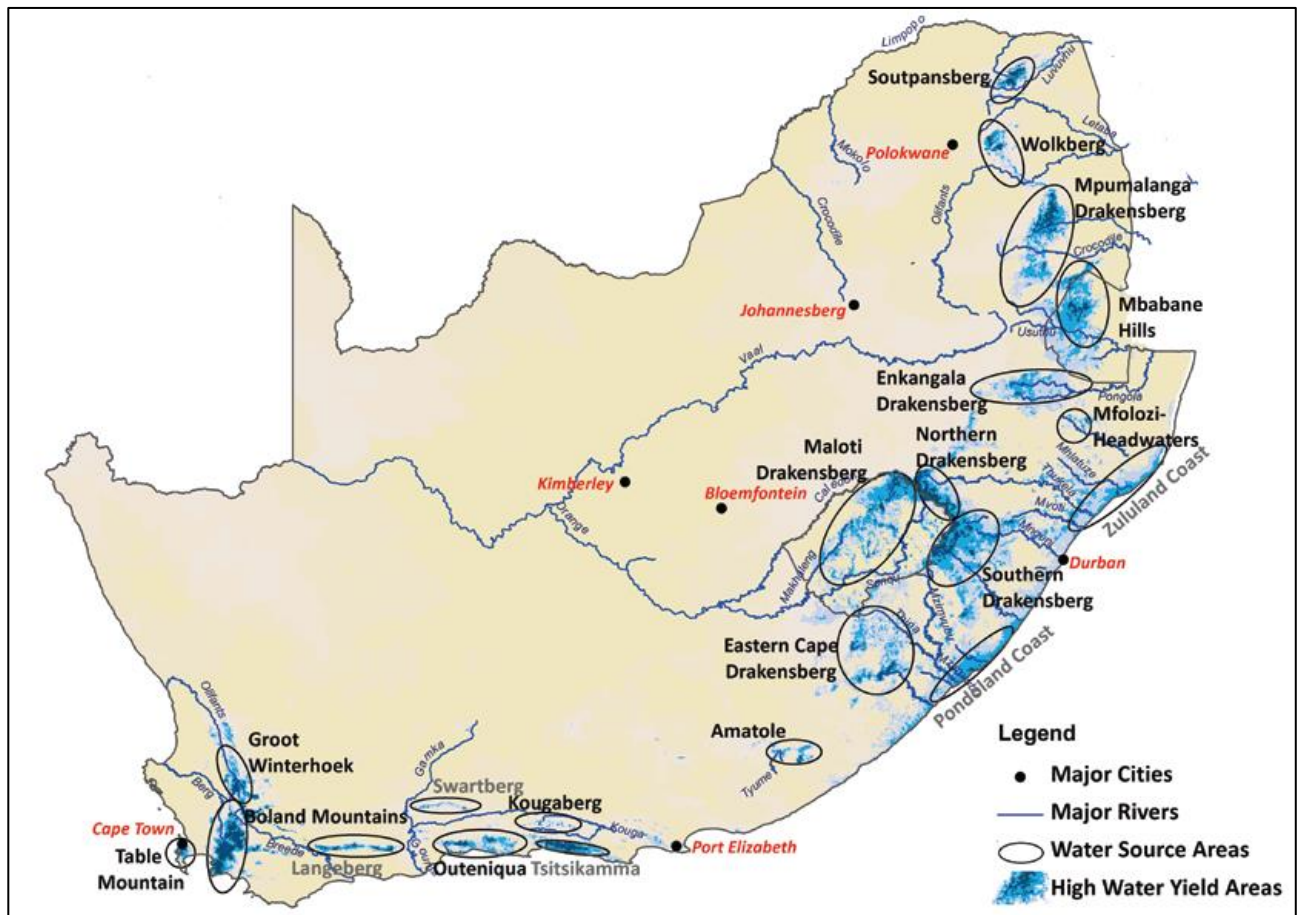 Limpopo
Soutpansberg
Luvuvhu
Letaba
Mokolo
Polokwane
Wolkberg
Mpumalanga
Drakensberg
Olifants
Crocodile
Crocodile
Johannesberg
Mbabane
Hills
Usuthu
Vaal
Enkangala
Drakensberg
Pongola
Mfolozi-
Headwaters
Northern
Drakensberg
Maloti
Drakensberg
Mhlatuze
Thukela
Zululand Coast
Kimberley
Bloemfontein
Mvoti
Mngeni
Orange
Durban
Makhaleng
Senqu
Southern
Drakensberg
Mzimvubu
Eastern Cape
Drakensberg
Pondoland Coast
Amatole
Tyume
Legend
Major Cities
Major Rivers
Water Source Areas
High Water Yield Areas
Olifants
Groot
Winterhoek
Berg
Gamka
Swartberg
Kougaberg
Kouga
Boland Mountains
Cape Town
Table
Mountain
Breede
Langeberg
Outeniqua
Tsitsikamma
Port Elizabeth